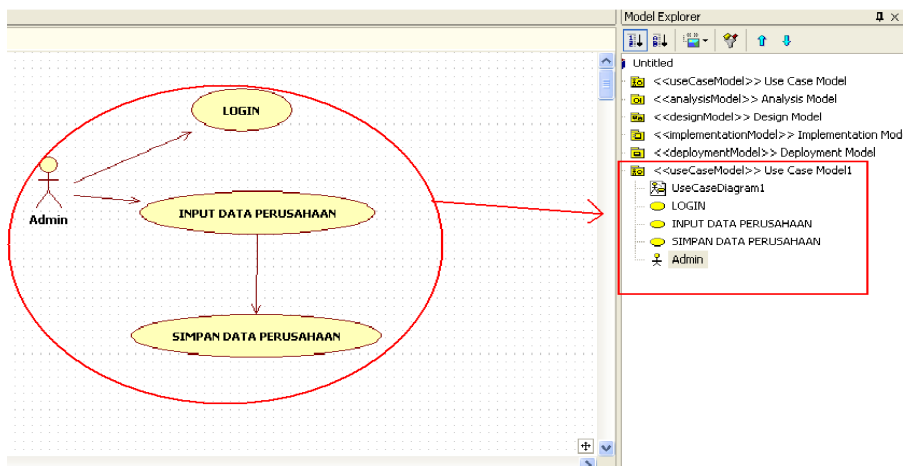 LOGIN
Admin
INPUT DATA PERUSAHAAN
SIMPAN DATA PERUSAHAAN
Model Explorer
Untitled
<<useCaseModel>> Use Case Model
<<analysisModel>> Analysis Model
<<designModel>> Design Model
<<implementationModel>> Implementation Mod
<<deploymentModel>> Deployment Model
<<useCaseModel>> Use Case Model1
UseCaseDiagram1
LOGIN
INPUT DATA PERUSAHAAN
SIMPAN DATA PERUSAHAAN
Admin